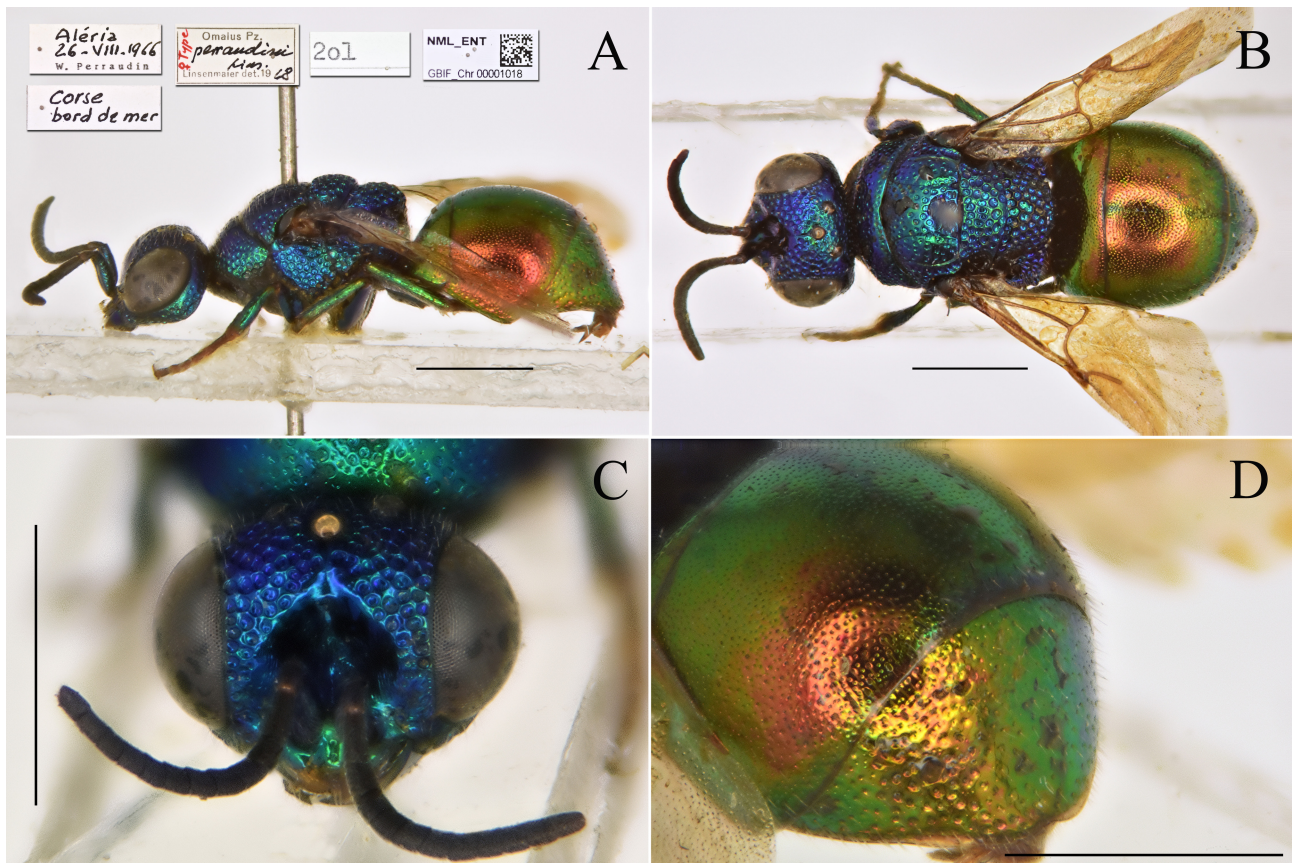 Aléria
26-VIII.1966
W. Perraudin
♀ Type
Omalus Pz.
perraudini
Lins.
Linsenmaier det. 19 68
201
NML_ENT
GBIF_Chr 00001018
Corse
bord de mer
A
B
C
D